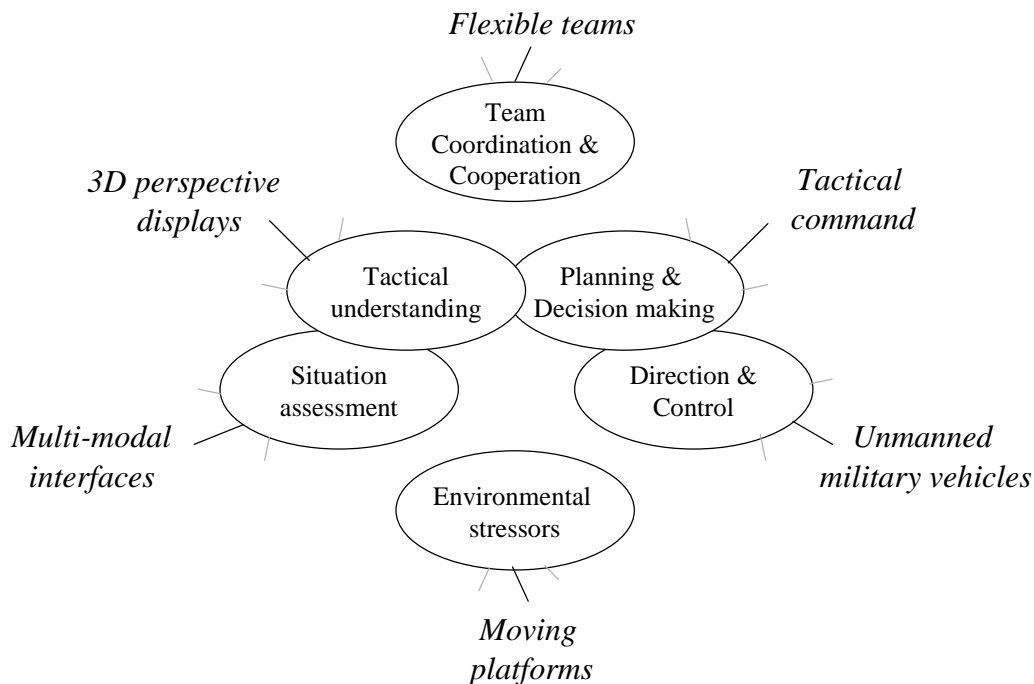 Flexible teams
Team
Coordination &
Cooperation
3D perspective
displays
Tactical
command
Tactical
understanding
Planning &
Decision making
Situation
assessment
Direction &
Control
Multi-modal
interfaces
Unmanned
military vehicles
Environmental
stressors
Moving
platforms